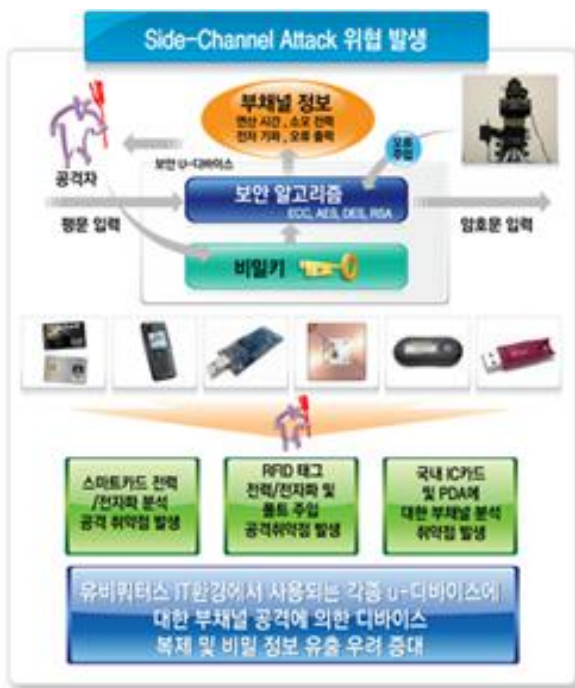 Side-Channel Attack 위협 발생
부채널 정보
연산 시간 , 소모 전력
전자 기파 , 오류 출력
오류
주입
공격자
보안 U-디바이스
보안 알고리즘
ECC, AES, DES, RSA
평문 입력
암호문 입력
비밀키
스마트카드 전력
/전자파 분석
공격 취약점 발생
RFID 태그
전력/전자파 및
폴트 주입
공격취약점 발생
국내 IC카드
및 PDA에
대한 부채널 분석
취약점 발생
유비쿼터스 IT환경에서 사용되는 각종 u-디바이스에
대한 부채널 공격에 의한 디바이스
복제 및 비밀 정보 유출 우려 증대